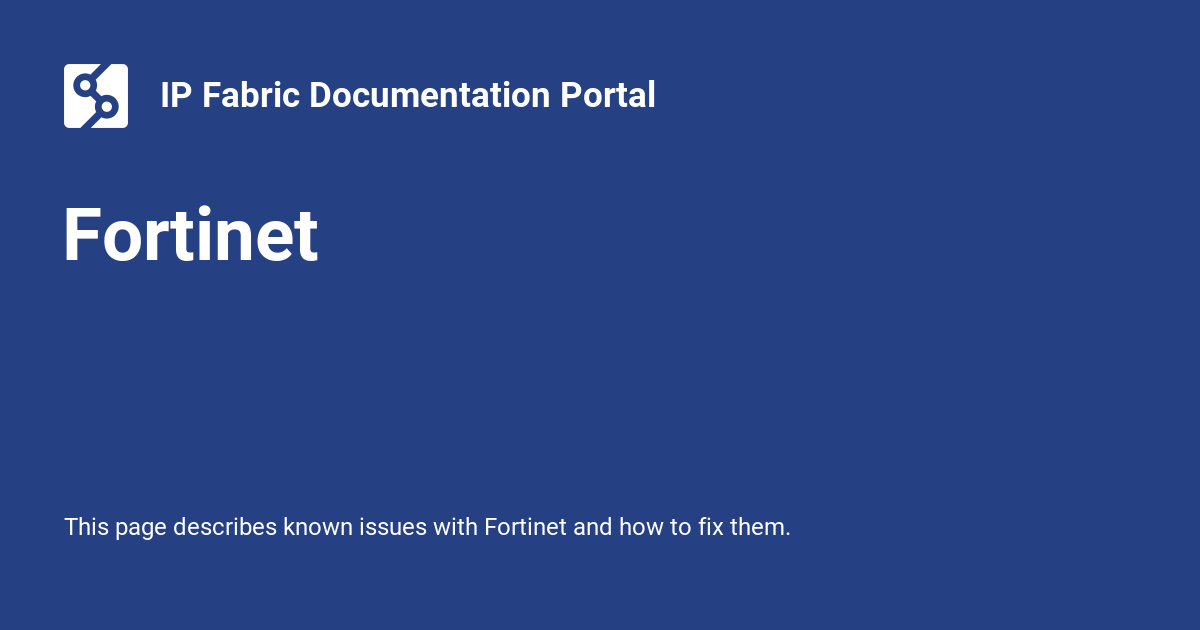 IP Fabric Documentation Portal
Fortinet
This page describes known issues with Fortinet and how to fix them.